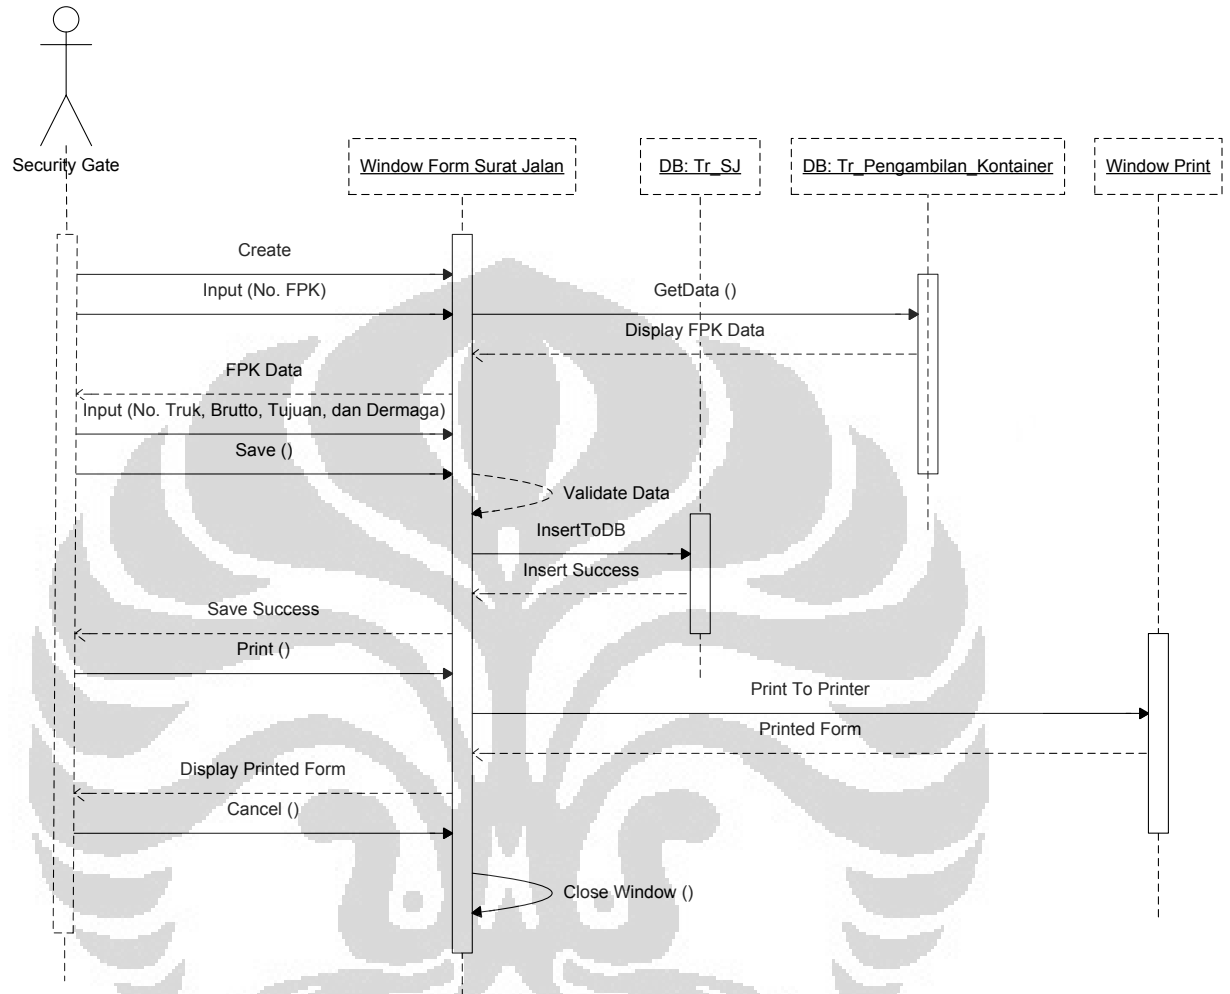 Security Gate
Window Form Surat Jalan
DB: Tr_SJ
DB: Tr_Pengambilan_Kontainer
Window Print
Create
Input (No. FPK)
GetData ()
Display FPK Data
FPK Data
Input (No. Truk, Brutto, Tujuan, dan Dermaga)
Save ()
Validate Data
InsertToDB
Insert Success
Save Success
Print ()
Print To Printer
Printed Form
Display Printed Form
Cancel ()
Close Window ()